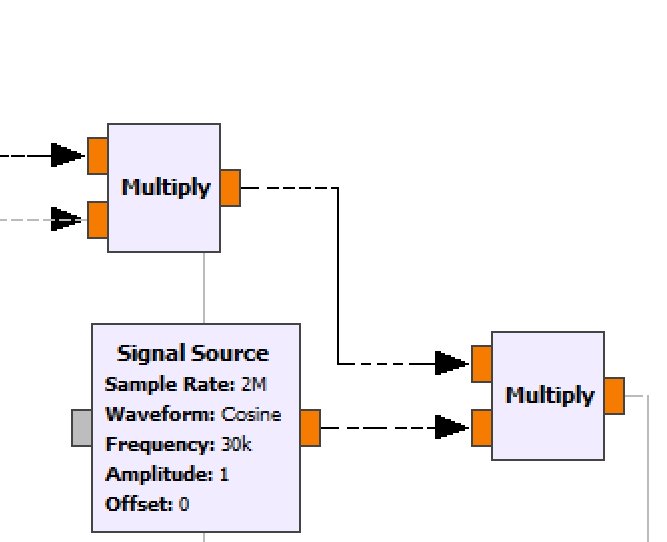 Multiply
Signal Source
Sample Rate: 2M
Waveform: Cosine
Frequency: 30k
Amplitude: 1
Offset: 0
Multiply